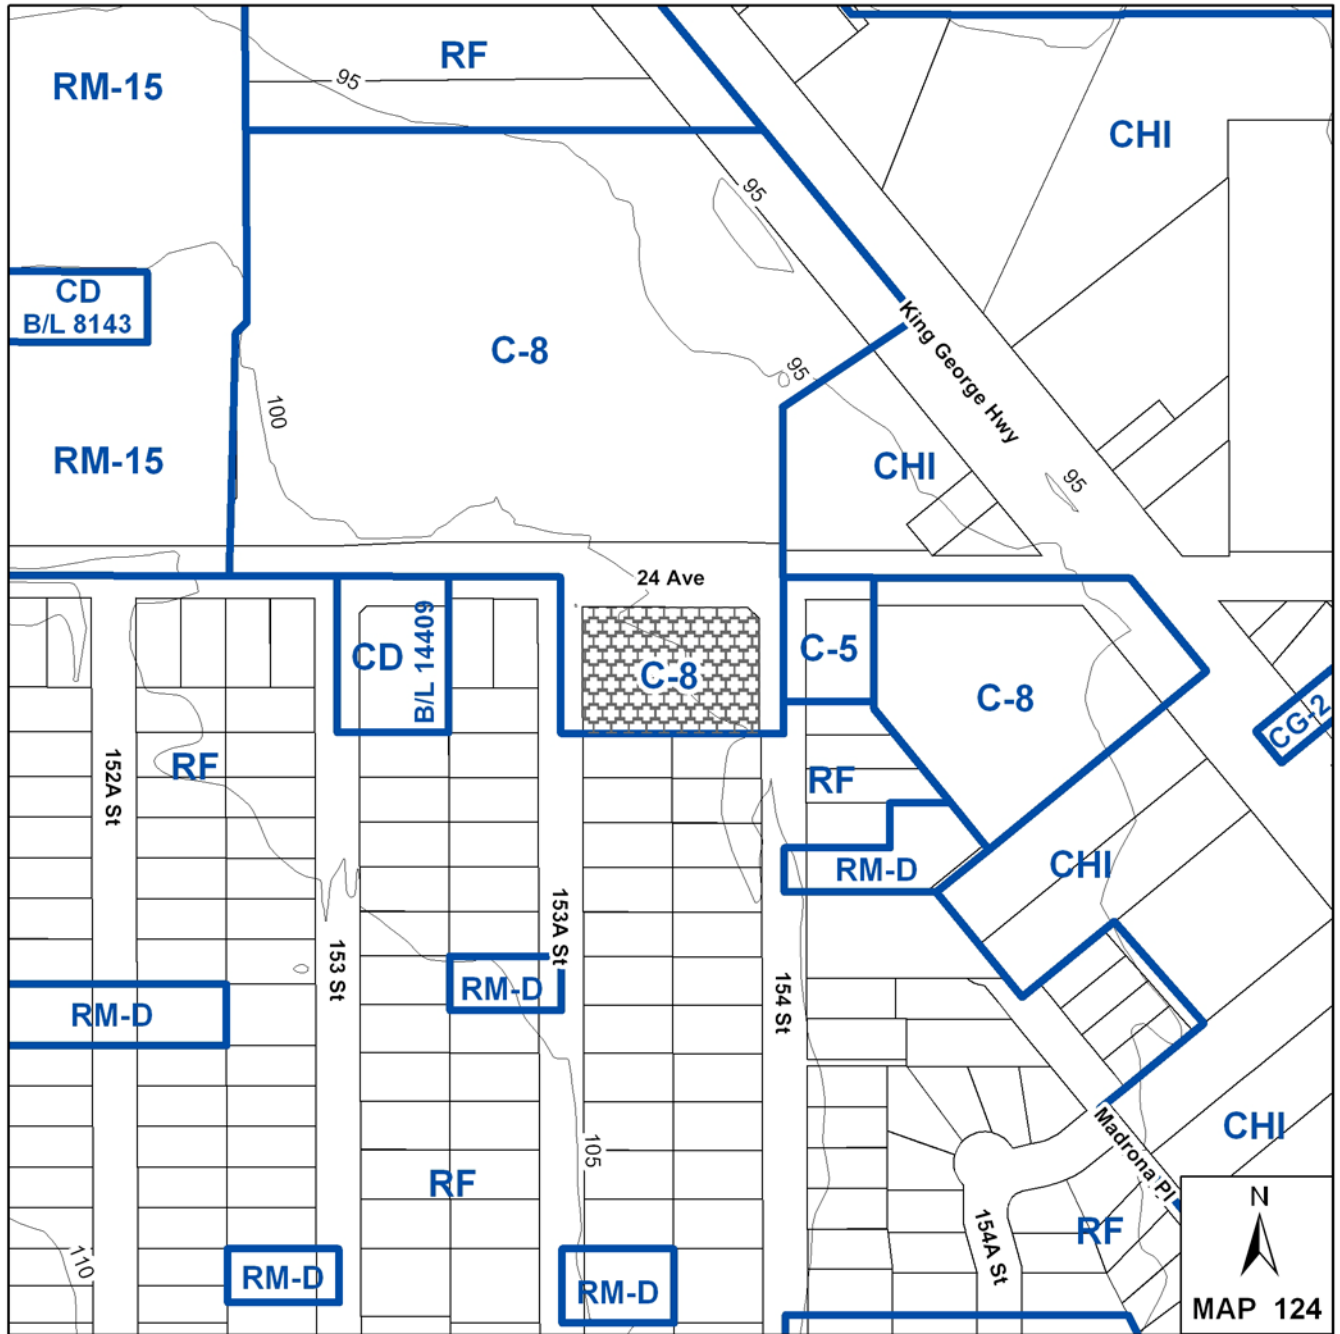 RF
RM-15
95
CHI
95
CD
B/L 8143
King George Hwy
C-8
95
100
RM-15
CHI
95
24 Ave
CD
B/L 14409
C-8
C-5
C-8
CG-2
152A St
RF
RF
RM-D
CHI
153A St
153 St
RM-D
154 St
RM-D
105
Madrona Pl
CHI
RF
N
RF
154A St
110
RM-D
RM-D
MAP 124